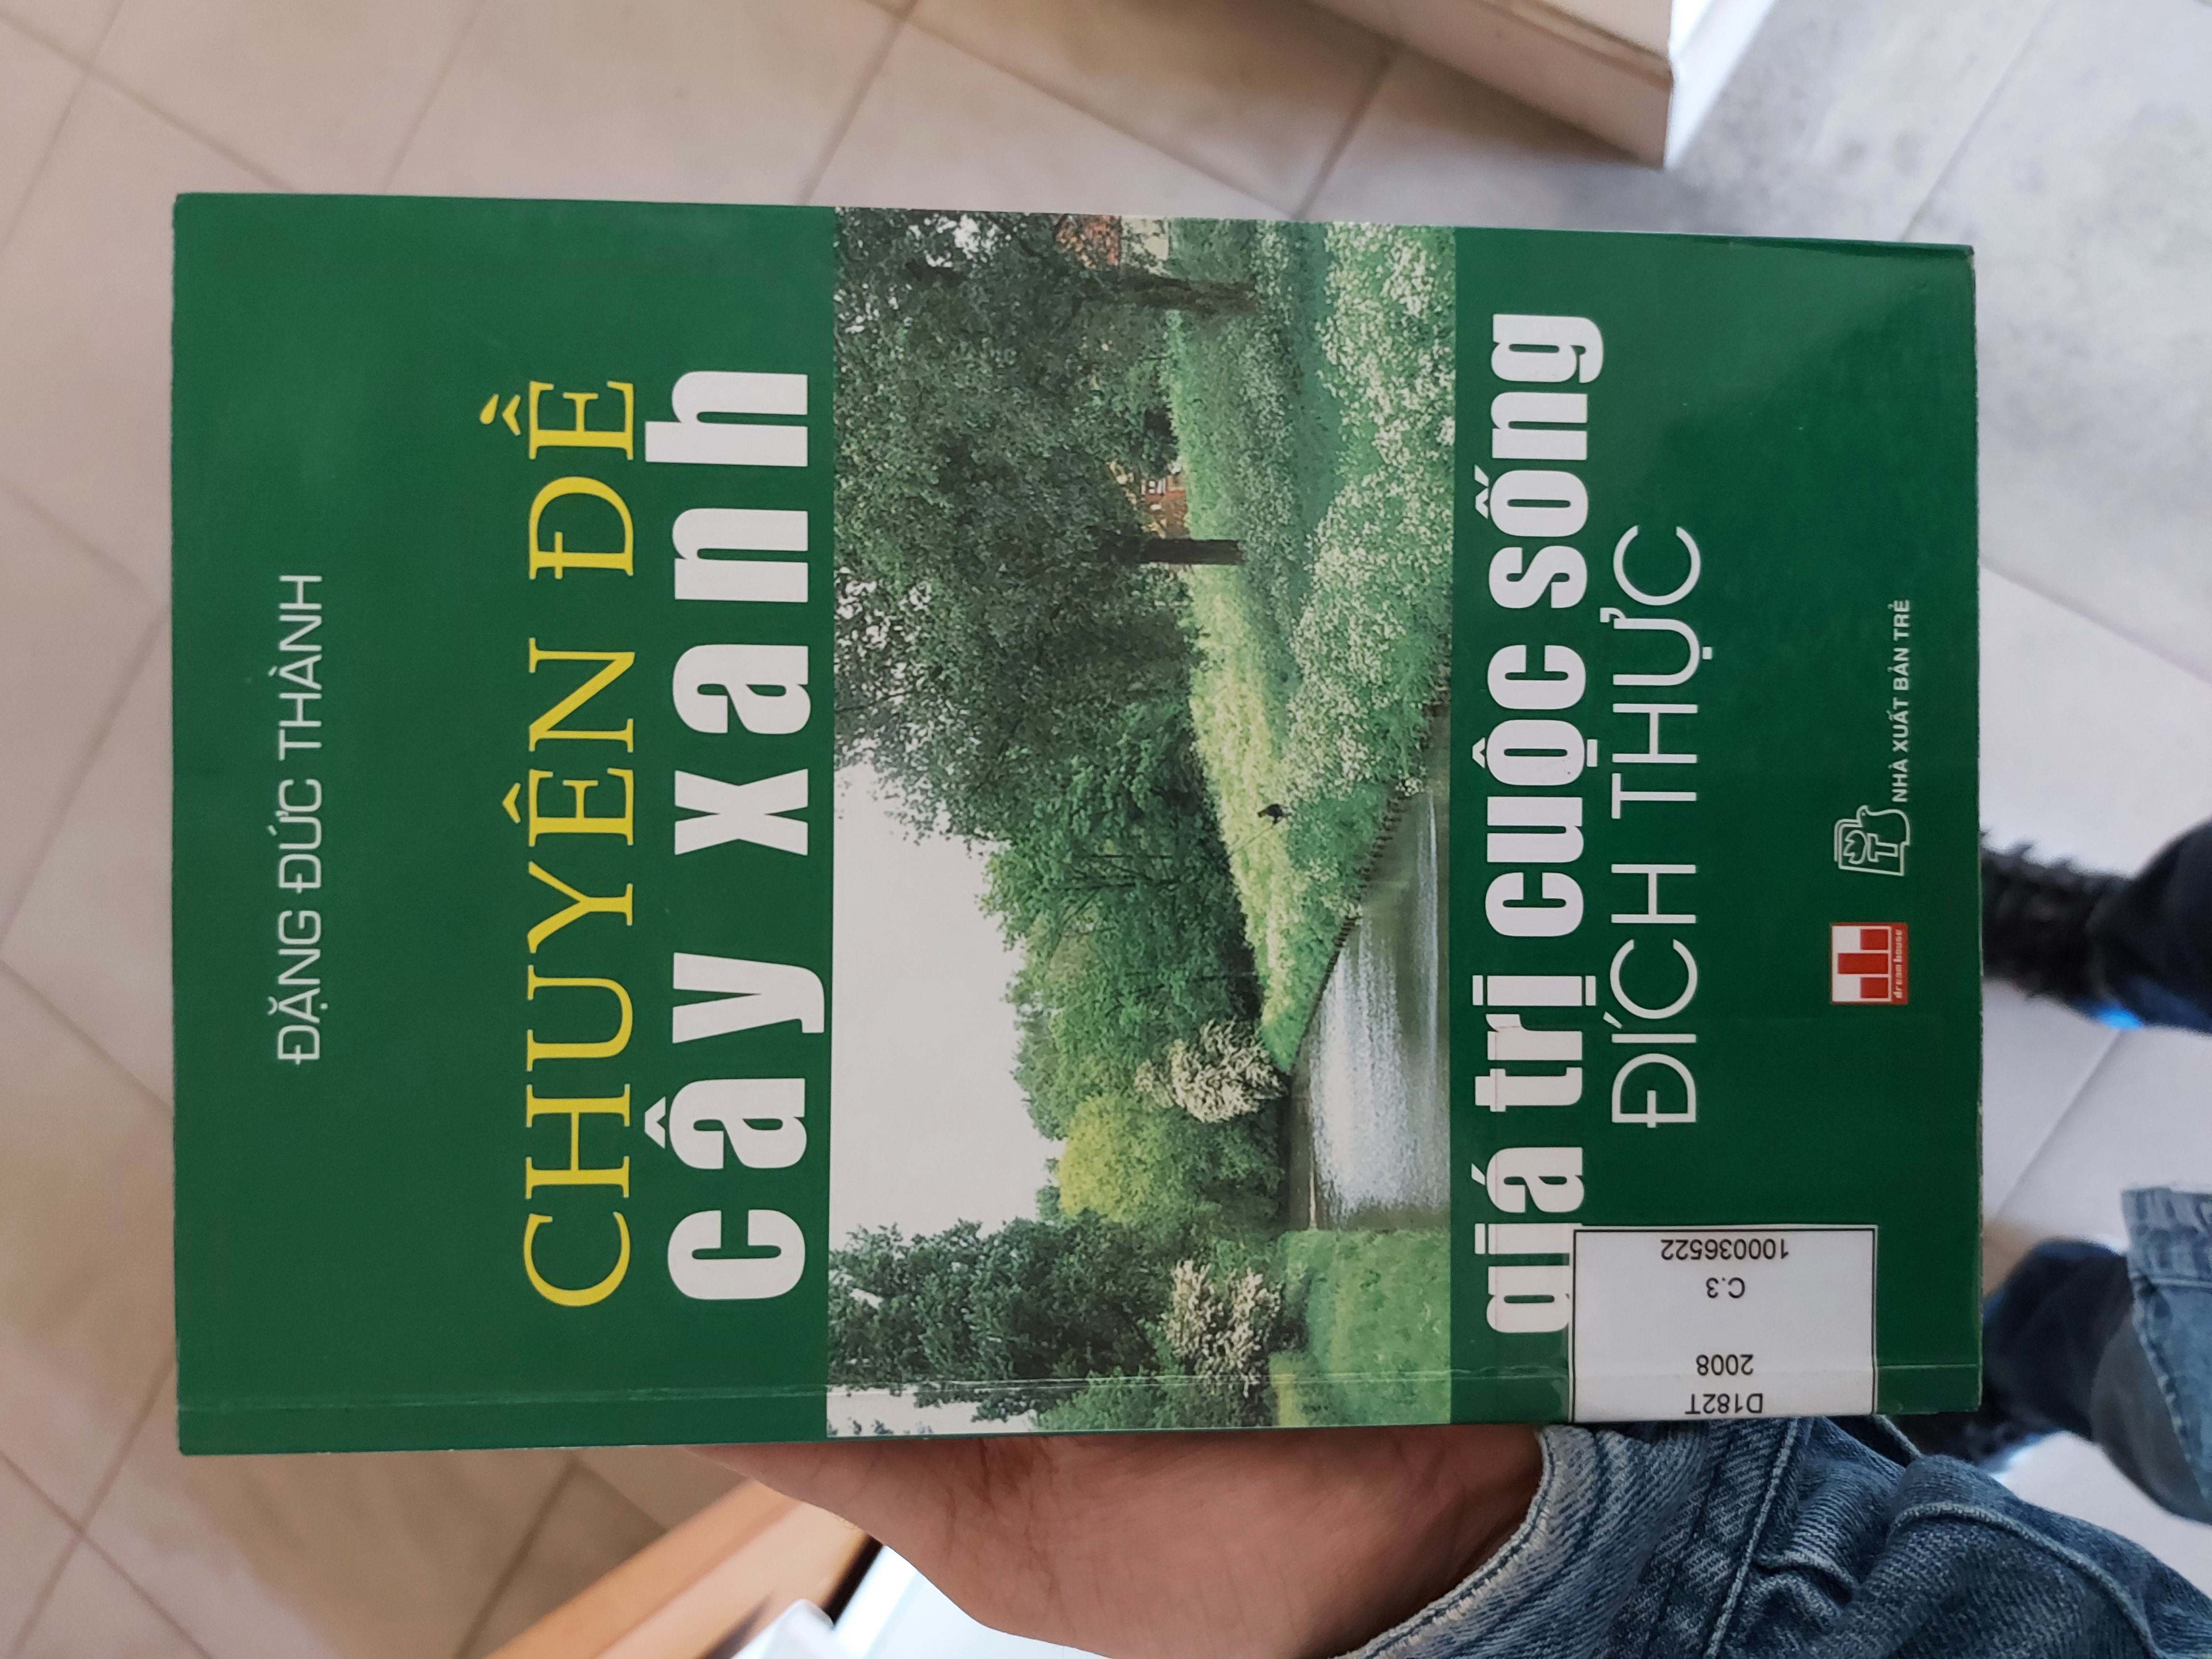 ĐẶNG ĐỨC THÀNH
CHUYÊN ĐỀ
cây xanh
giá trị cuộc sống
ĐÍCH THỰC
D182T
2008
C.3
100036522
dream house
NHÀ XUẤT BẢN TRẺ